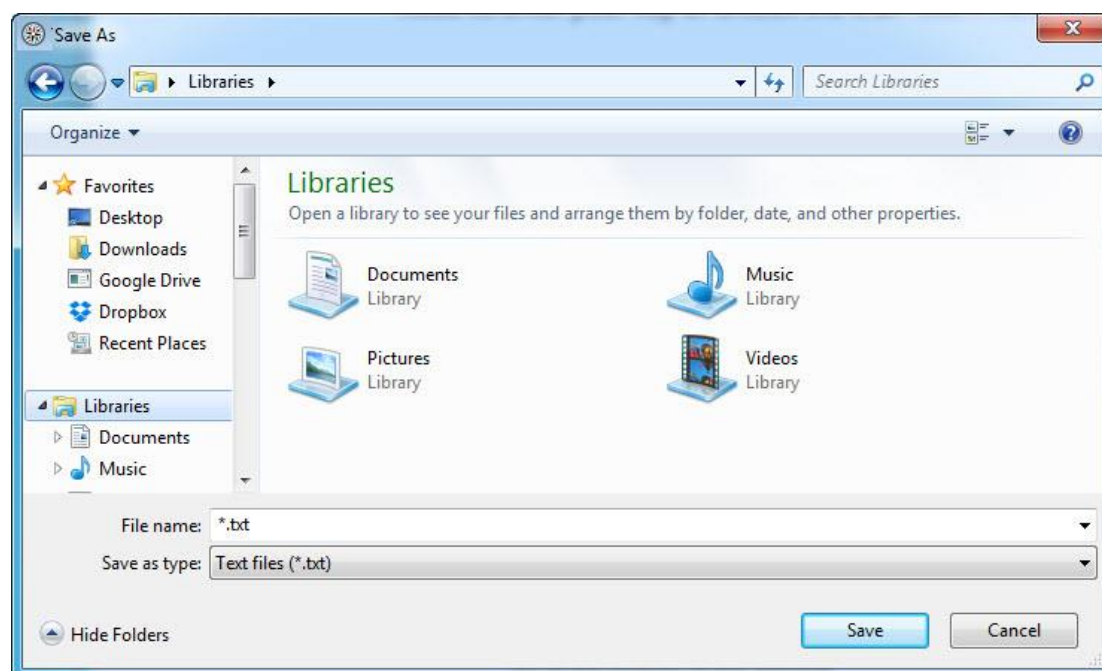 `Save As
Libraries
Search Libraries
Organize
Favorites
Desktop
Downloads
Google Drive
Dropbox
Recent Places
Libraries
Documents
Music
Libraries
Open a library to see your files and arrange them by folder, date, and other properties.
Documents
Library
Music
Library
Pictures
Library
Videos
Library
File name: *.txt
Save as type: Text files (*.txt)
Hide Folders
Save
Cancel